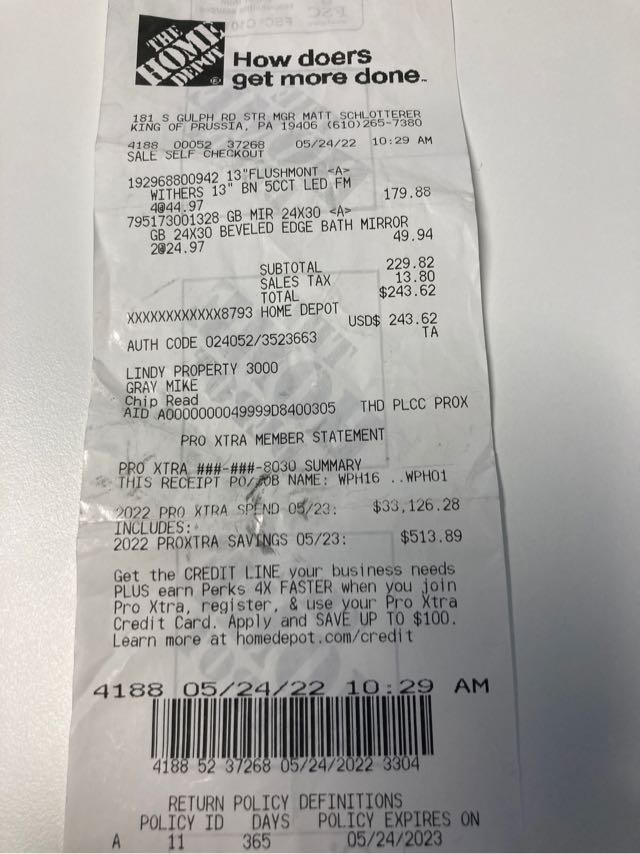 THE
HOME
DEPOT
How doers
get more done™
181 S GULPH RD STR MGR MATT SCHLOTTERER
KING OF PRUSSIA, PA 19406 (610)265-7380
4188 00052 37268 05/24/22 10:29 AM
SALE SELF CHECKOUT
192968800942 13"FLUSHMONT <A>
WITHERS 13" BN 5CCT LED FM
4@44.97 179.88
795173001328 GB MIR 24X30 <A>
GB 24X30 BEVELED EDGE BATH MIRROR
2@24.97 49.94
SUBTOTAL 229.82
SALES TAX 13.80
TOTAL $243.62
XXXXXXXXXXXX8793 HOME DEPOT
USD$ 243.62
AUTH CODE 024052/3523663 TA
LINDY PROPERTY 3000
GRAY MIKE
Chip Read
AID A0000000049999D8400305 THD PLCC PROX
PRO XTRA MEMBER STATEMENT
PRO XTRA ###-###-8030 SUMMARY
THIS RECEIPT PO/JOB NAME: WPH16 ..WPH01
2022 PRO XTRA SPEND 05/23: $33,126.28
INCLUDES:
2022 PROXTRA SAVINGS 05/23: $513.89
Get the CREDIT LINE your business needs
PLUS earn Perks 4X FASTER when you join
Pro Xtra, register, & use your Pro Xtra
Credit Card. Apply and SAVE UP TO $100.
Learn more at homedepot.com/credit
4188 05/24/22 10:29 AM
4188 52 37268 05/24/2022 3304
RETURN POLICY DEFINITIONS
POLICY ID DAYS POLICY EXPIRES ON
A 11 365 05/24/2023